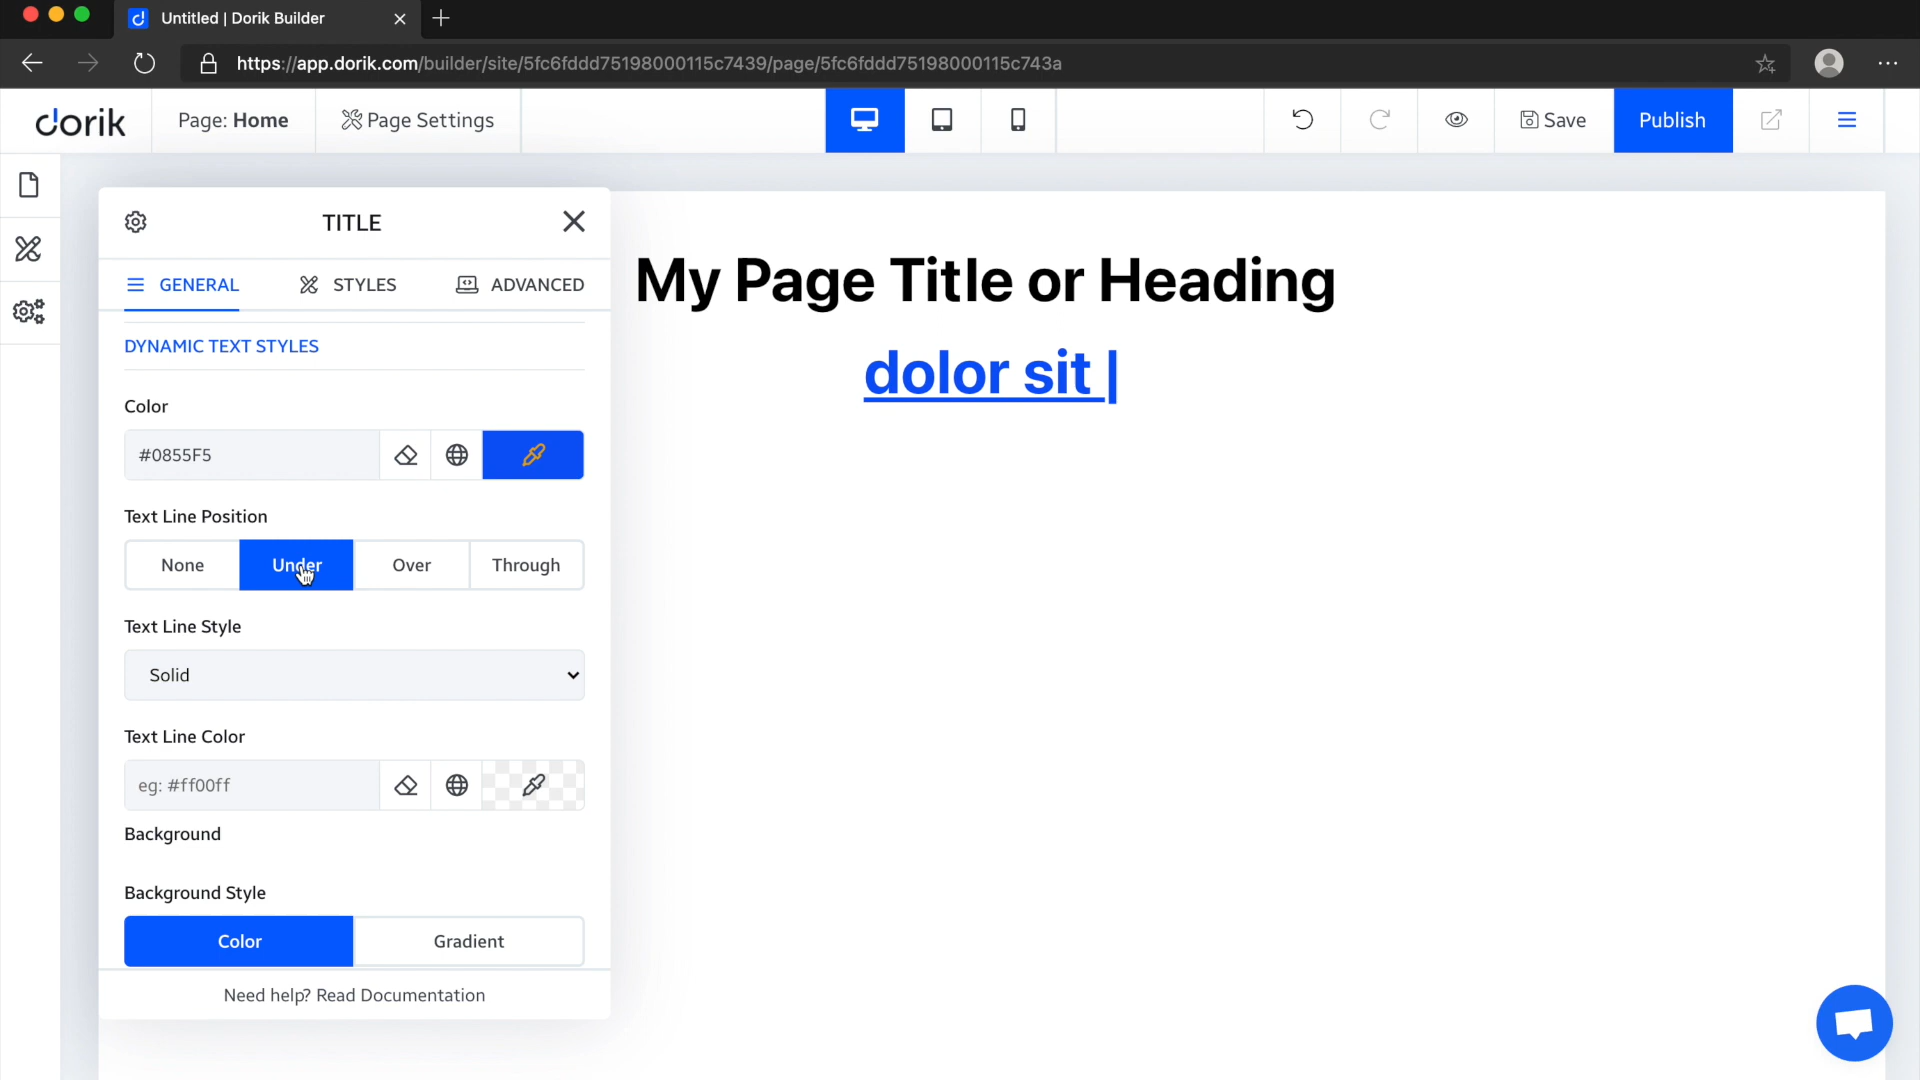 Untitled | Dorik Builder
https://app.dorik.com/builder/site/5fc6fddd75198000115c7439/page/5fc6fddd75198000115c743a
dorik
Page: Home
Page Settings
Save
Publish
TITLE
GENERAL
STYLES
ADVANCED
DYNAMIC TEXT STYLES
Color
#0855F5
Text Line Position
None
Under
Over
Through
Text Line Style
Solid
Text Line Color
eg: #ff00ff
Background
Background Style
Color
Gradient
Need help? Read Documentation
My Page Title or Heading
dolor sit |